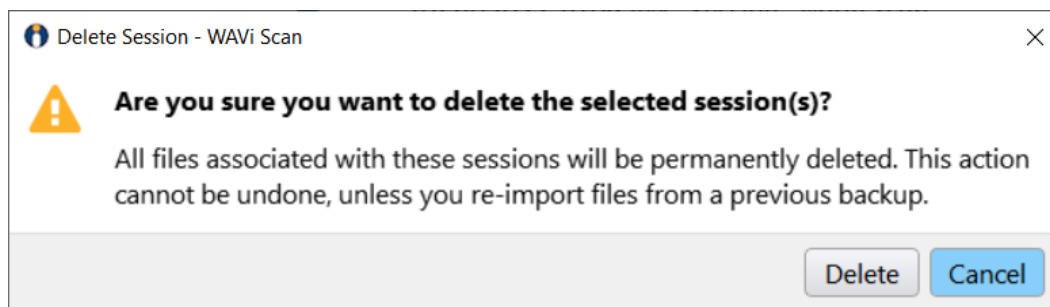 Delete Session - WAVi Scan
Are you sure you want to delete the selected session(s)?
All files associated with these sessions will be permanently deleted. This action
cannot be undone, unless you re-import files from a previous backup.
Delete
Cancel